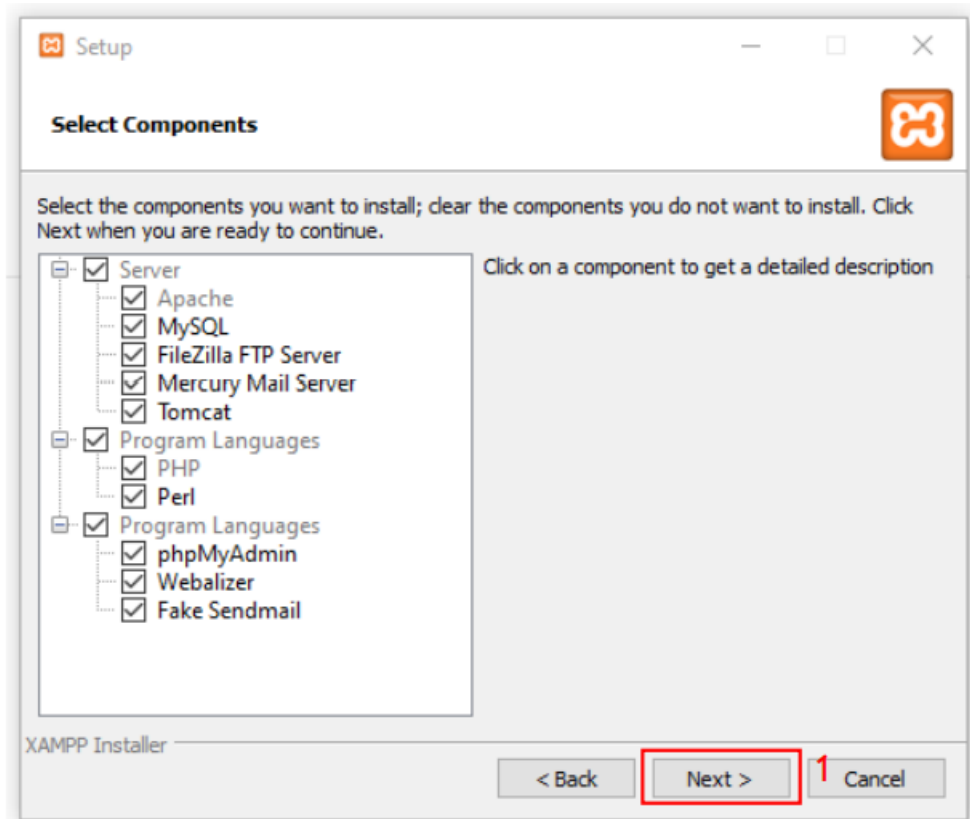 Setup
Select Components
Select the components you want to install; clear the components you do not want to install. Click
Next when you are ready to continue.
Server
Apache
MySQL
FileZilla FTP Server
Mercury Mail Server
Tomcat
Program Languages
PHP
Perl
Program Languages
phpMyAdmin
Webalizer
Fake Sendmail
Click on a component to get a detailed description
XAMPP Installer
< Back
Next >
1
Cancel